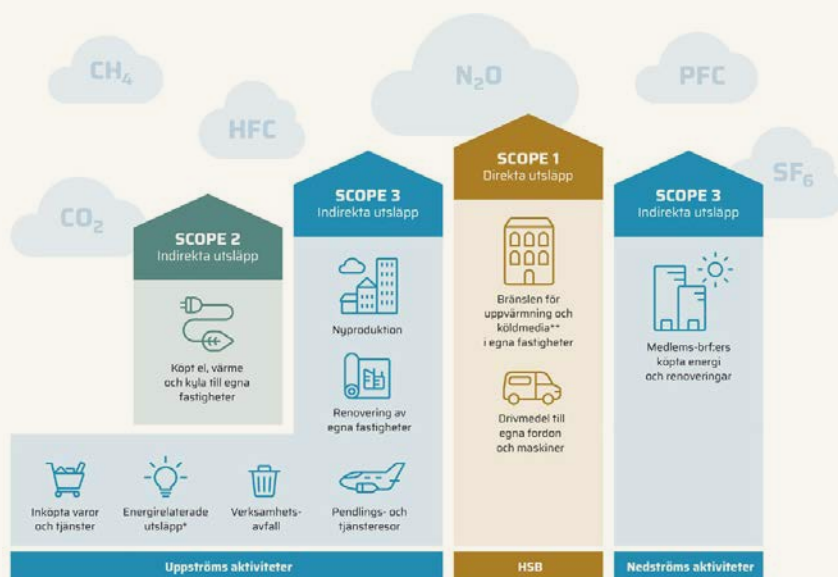 CH₄
HFC
N₂O
PFC
SF₆
CO₂
SCOPE 2
Indirekta utsläpp
Köpt el, värme
och kyla till egna
fastigheter
SCOPE 3
Indirekta utsläpp
Nyproduktion
Renovering av
egna fastigheter
Inköpta varor
och tjänster
Energirelaterade
utsläpp*
Verksamhets-
avfall
Pendlings- och
tjänsteresor
SCOPE 1
Direkta utsläpp
Bränslen för
uppvärmning och
köldmedia**
i egna fastigheter
Drivmedel till
egna fordon
och maskiner
SCOPE 3
Indirekta utsläpp
Medlems-brf:ers
köpta energi
och renoveringar
Uppströms aktiviteter
HSB
Nedströms aktiviteter